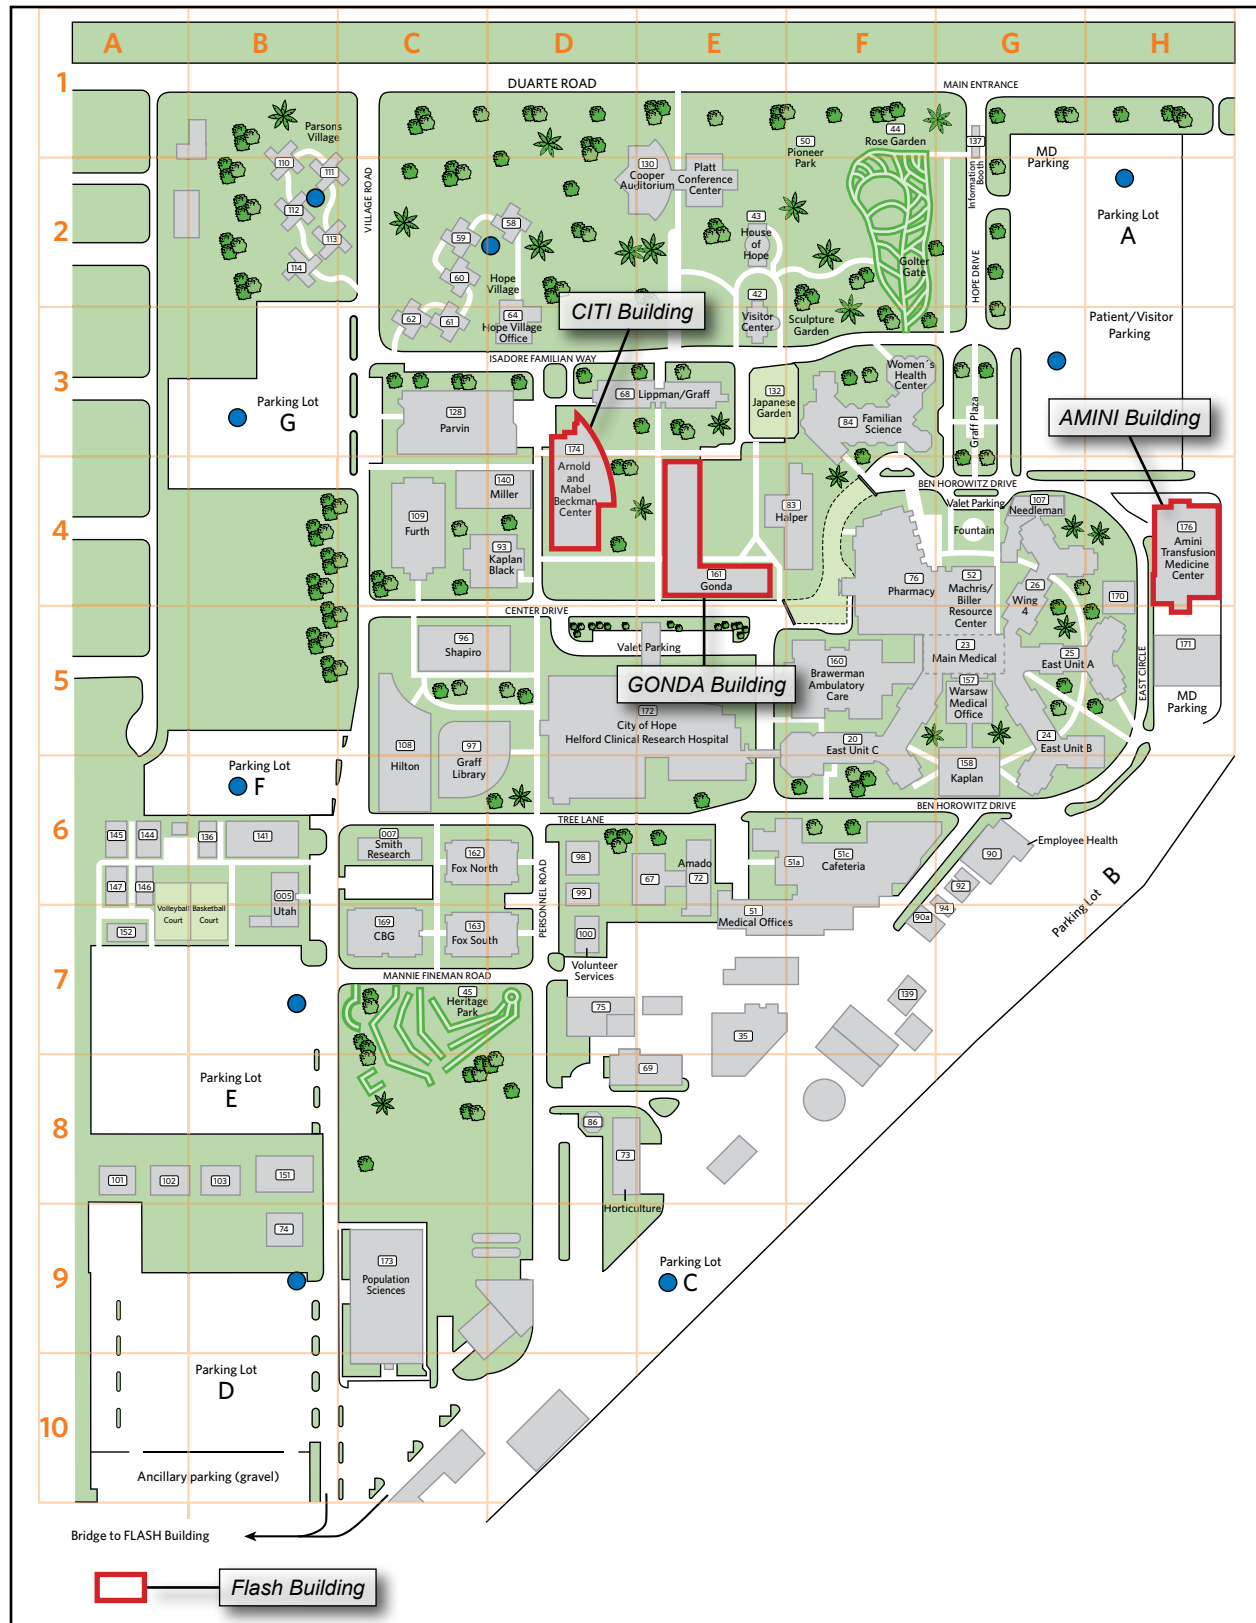 A B C D E F G H
1
DUARTE ROAD
MAIN ENTRANCE
Parsons
Village
110
111
112
113
114
VILLAGE ROAD
130
Cooper
Auditorium
Platt
Conference
Center
50
Pioneer
Park
44
Rose Garden
137
Information
Booth
MD
Parking
Parking Lot
A
2
58
59
60
61
62
Hope
Village
64
Hope Village
Office
43
House
of
Hope
42
Visitor
Center
Golter
Gate
Sculpture
Garden
HOPE DRIVE
Patient/Visitor
Parking
CITI Building
ISADORE FAMILIAN WAY
3
Parking Lot
G
128
Parvin
68
Lippman/Graff
132
Japanese
Garden
Women´s
Health
Center
84
Familian
Science
Graff Plaza
AMINI Building
174
Arnold
and
Mabel
Beckman
Center
140
Miller
109
Furth
93
Kaplan
Black
4
83
Halper
161
Gonda
BEN HOROWITZ DRIVE
Valet Parking
Fountain
107
Needleman
76
Pharmacy
52
Machris/
Biller
Resource
Center
26
Wing
4
170
176
Amini
Transfusion
Medicine
Center
CENTER DRIVE
Valet Parking
96
Shapiro
GONDA Building
5
160
Brawerman
Ambulatory
Care
23
Main Medical
157
Warsaw
Medical
Office
25
East Unit A
EAST CIRCLE
171
MD
Parking
172
City of Hope
Helford Clinical Research Hospital
108
Hilton
97
Graff
Library
20
East Unit C
24
East Unit B
158
Kaplan
Parking Lot
F
BEN HOROWITZ DRIVE
TREE LANE
6
145
144
136
141
147
146
Volleyball
Court
Basketball
Court
005
Utah
152
007
Smith
Research
162
Fox North
169
CBG
163
Fox South
PERSONNEL ROAD
98
99
100
Volunteer
Services
67
Amado
72
51a
51c
Cafeteria
51
Medical Offices
90
Employee Health
92
94
90a
Parking Lot B
7
MANNIE FINEMAN ROAD
45
Heritage
Park
75
35
139
69
Parking Lot
E
8
86
73
Horticulture
101
102
103
151
74
9
173
Population
Sciences
Parking Lot
C
Parking Lot
D
10
Ancillary parking (gravel)
Bridge to FLASH Building
Flash Building